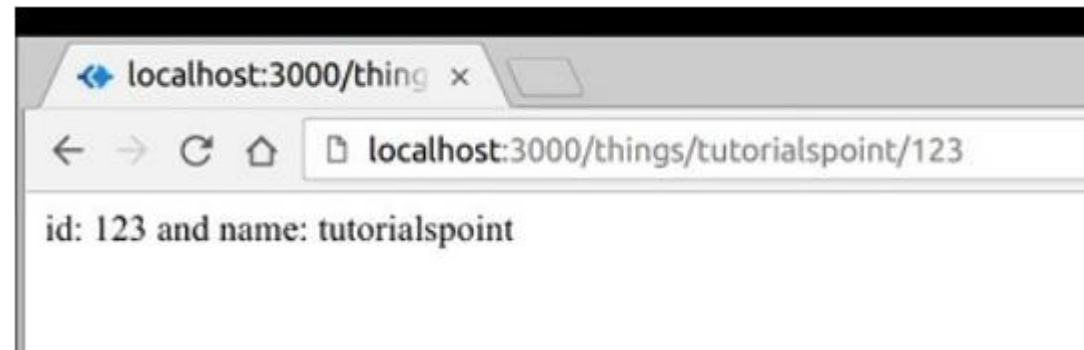 localhost:3000/thing
localhost:3000/things/tutorialspoint/123
id: 123 and name: tutorialspoint